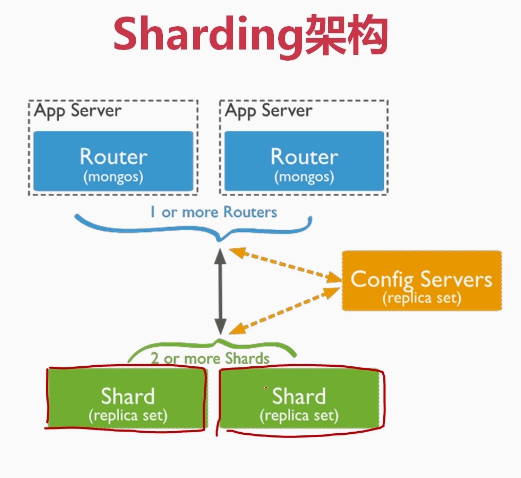 Sharding架构
App Server
App Server
Router
(mongos)
Router
(mongos)
1 or more Routers
Config Servers
(replica set)
2 or more Shards
Shard
(replica set)
Shard
(replica set)